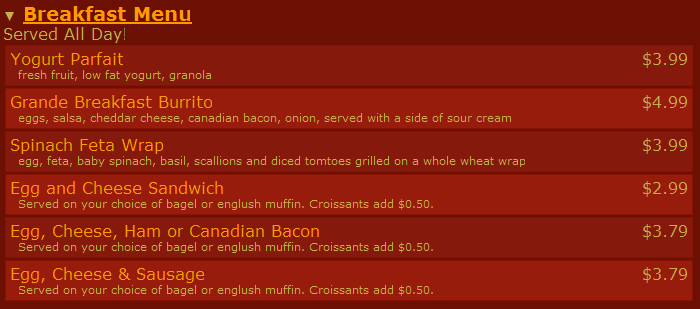 Breakfast Menu
Served All Day!
Yogurt Parfait $3.99
fresh fruit, low fat yogurt, granola
Grande Breakfast Burrito $4.99
eggs, salsa, cheddar cheese, canadian bacon, onion, served with a side of sour cream
Spinach Feta Wrap $3.99
egg, feta, baby spinach, basil, scallions and diced tomtoes grilled on a whole wheat wrap
Egg and Cheese Sandwich $2.99
Served on your choice of bagel or englush muffin. Croissants add $0.50.
Egg, Cheese, Ham or Canadian Bacon $3.79
Served on your choice of bagel or englush muffin. Croissants add $0.50.
Egg, Cheese & Sausage $3.79
Served on your choice of bagel or englush muffin. Croissants add $0.50.